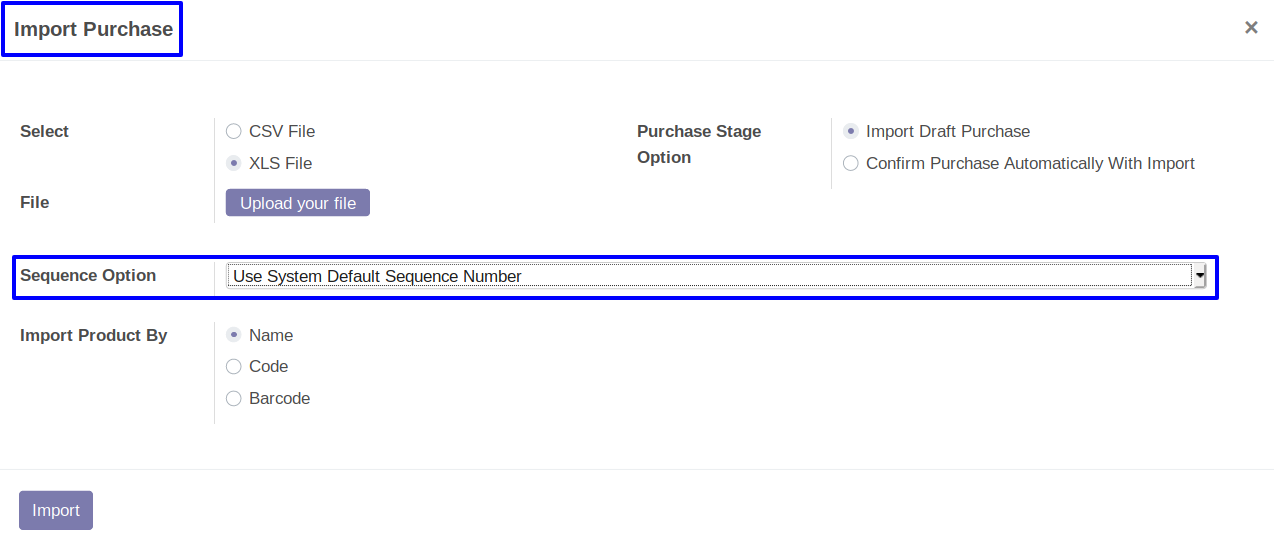 Import Purchase
×
Select
CSV File
XLS File
Purchase Stage
Option
Import Draft Purchase
Confirm Purchase Automatically With Import
File
Upload your file
Sequence Option
Use System Default Sequence Number
Import Product By
Name
Code
Barcode
Import